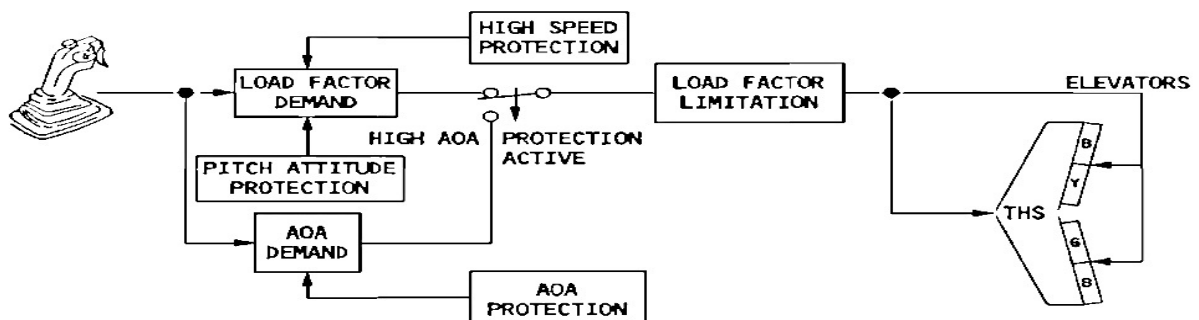 HIGH SPEED
PROTECTION
LOAD FACTOR
DEMAND
LOAD FACTOR
LIMITATION
ELEVATORS
HIGH AOA PROTECTION
ACTIVE
PITCH ATTITUDE
PROTECTION
B
Y
THS
G
B
AOA
DEMAND
AOA
PROTECTION